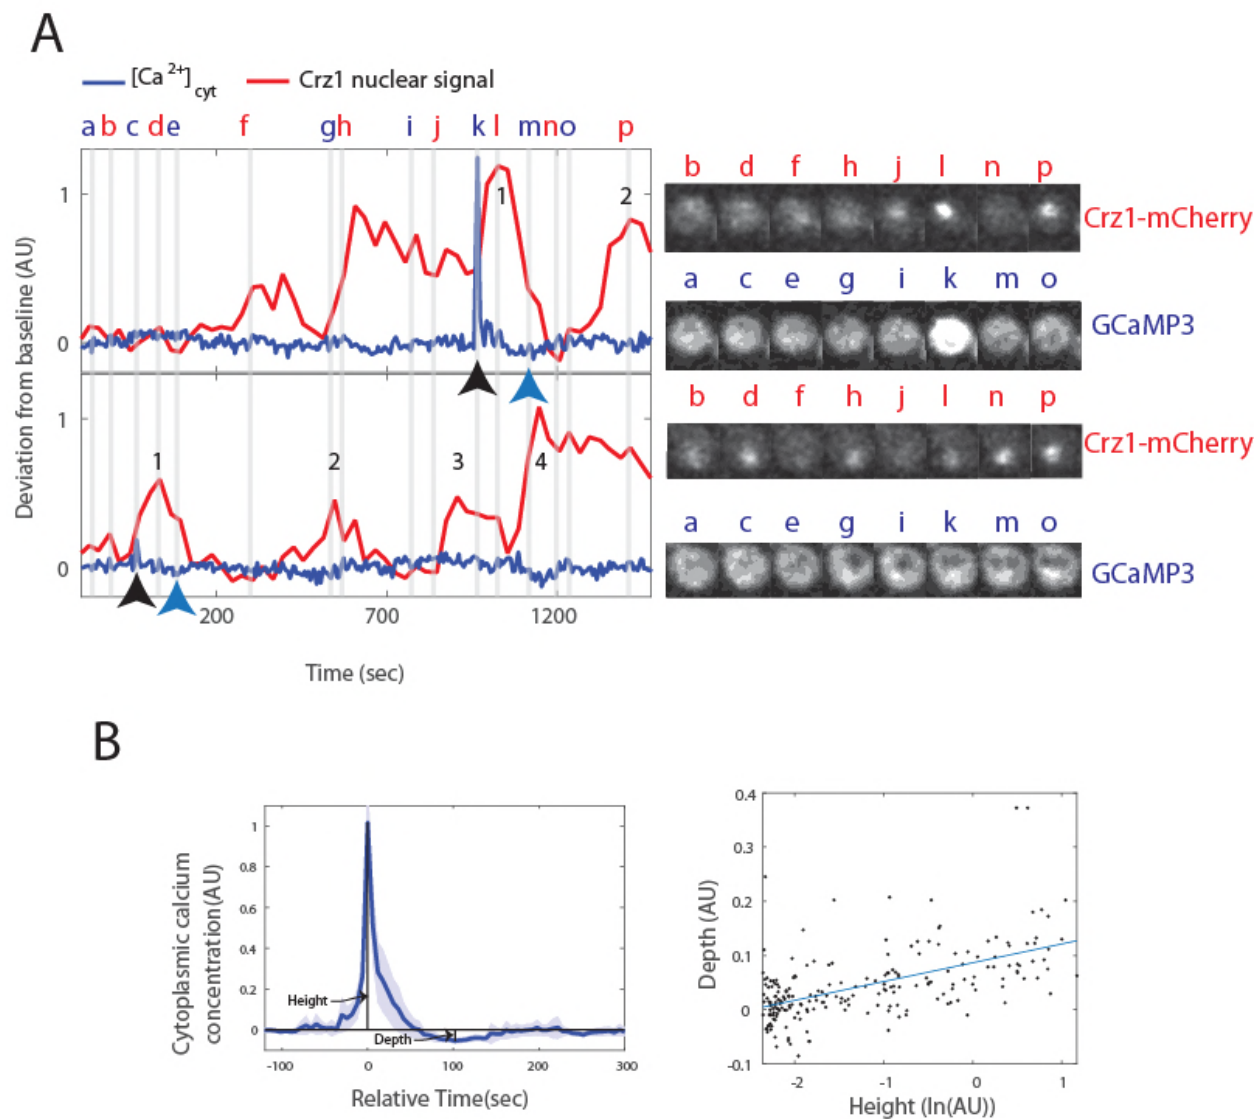 A
[Ca 2+] cyt Crz1 nuclear signal
a b c d e f g h i j k l m n o p
b d f h j l n p
Crz1-mCherry
a c e g i k m o
GCaMP3
b d f h j l n p
Crz1-mCherry
a c e g i k m o
GCaMP3
Deviation from baseline (AU)
1
0
1 2
1
0
1 2 3 4
200 700 1200
Time (sec)
B
Cytoplasmic calcium
concentration(AU)
1
0.8
0.6
0.4
0.2
0
Height
Depth
-100 0 100 200 300
Relative Time(sec)
Depth (AU)
0.4
0.3
0.2
0.1
0
-0.1
-2 -1 0 1
Height (ln(AU))